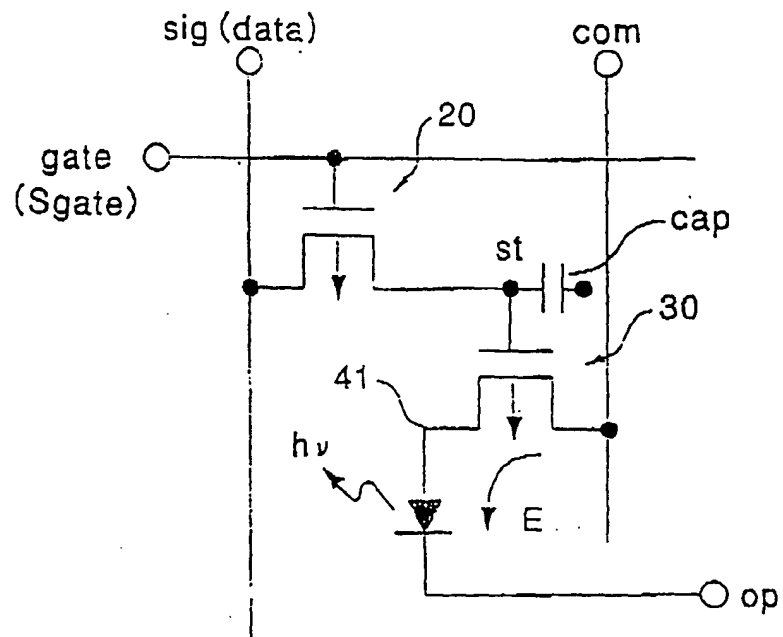 sig (data)
com
20
gate
(Sgate)
cap
st
30
41
hν
E
op